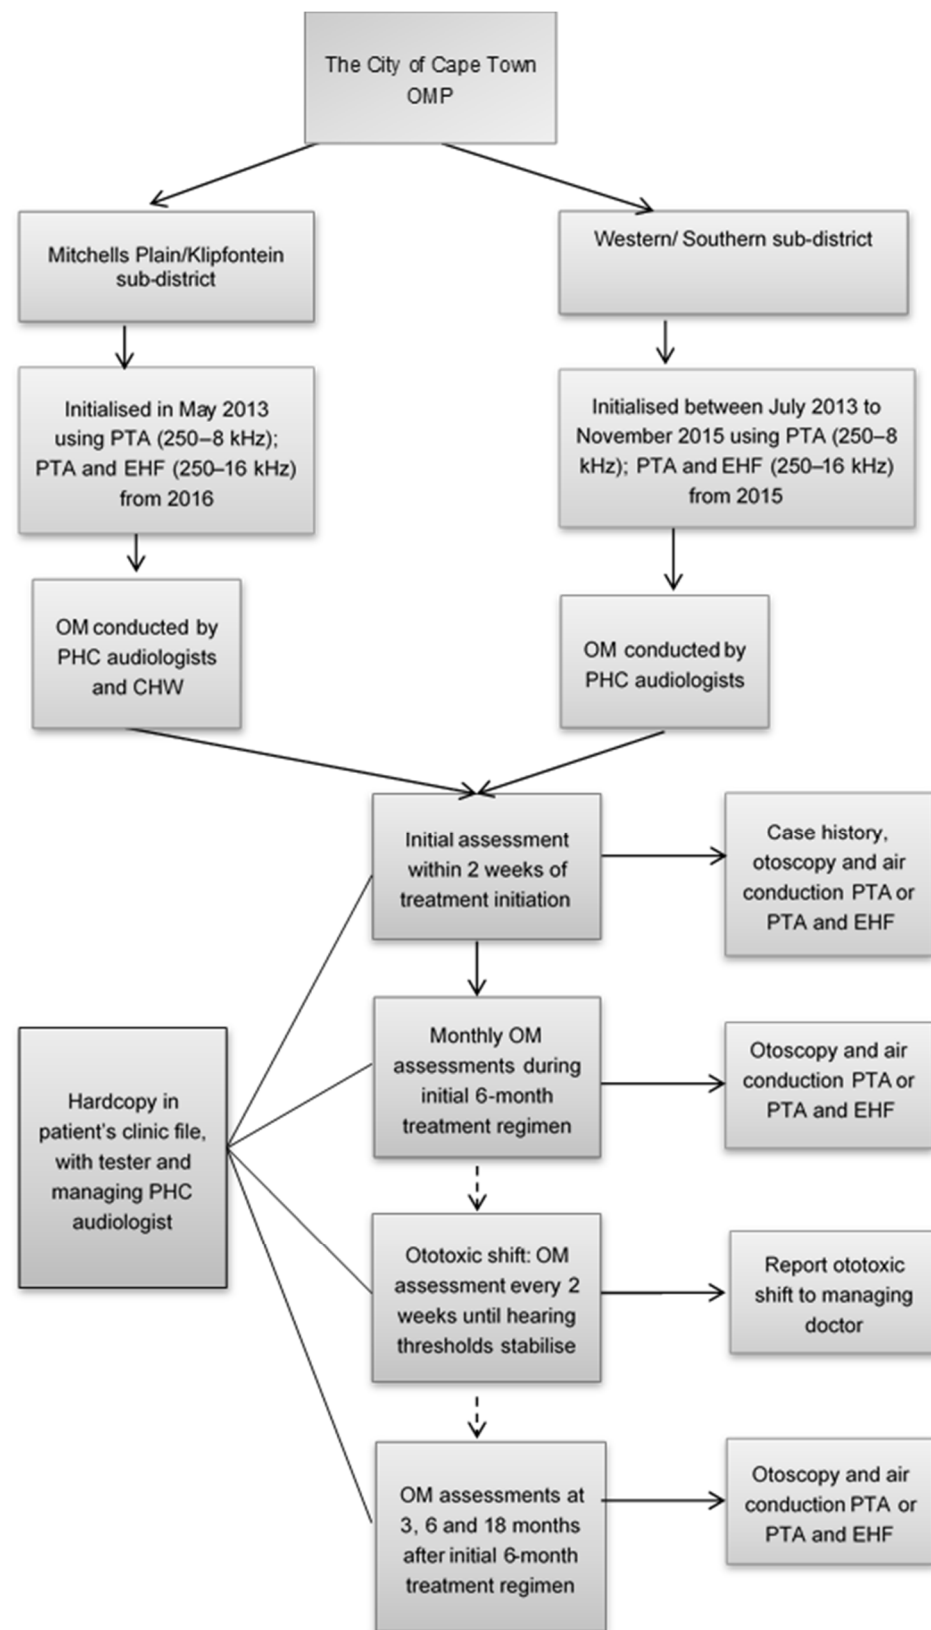 The City of Cape Town
OMP
Mitchells Plain/Klipfontein
sub-district
Western/ Southern sub-district
Initialised in May 2013
using PTA (250–8 kHz);
PTA and EHF (250–16 kHz)
from 2016
Initialised between July 2013 to
November 2015 using PTA (250–8
kHz); PTA and EHF (250–16 kHz)
from 2015
OM conducted by
PHC audiologists
and CHW
OM conducted by
PHC audiologists
Initial assessment
within 2 weeks of
treatment initiation
Case history,
otoscopy and air
conduction PTA or
PTA and EHF
Monthly OM
assessments during
initial 6-month
treatment regimen
Otoscopy and air
conduction PTA or
PTA and EHF
Hardcopy in
patient's clinic file,
with tester and
managing PHC
audiologist
Ototoxic shift: OM
assessment every 2
weeks until hearing
thresholds stabilise
Report ototoxic
shift to managing
doctor
OM assessments at
3, 6 and 18 months
after initial 6-month
treatment regimen
Otoscopy and air
conduction PTA or
PTA and EHF